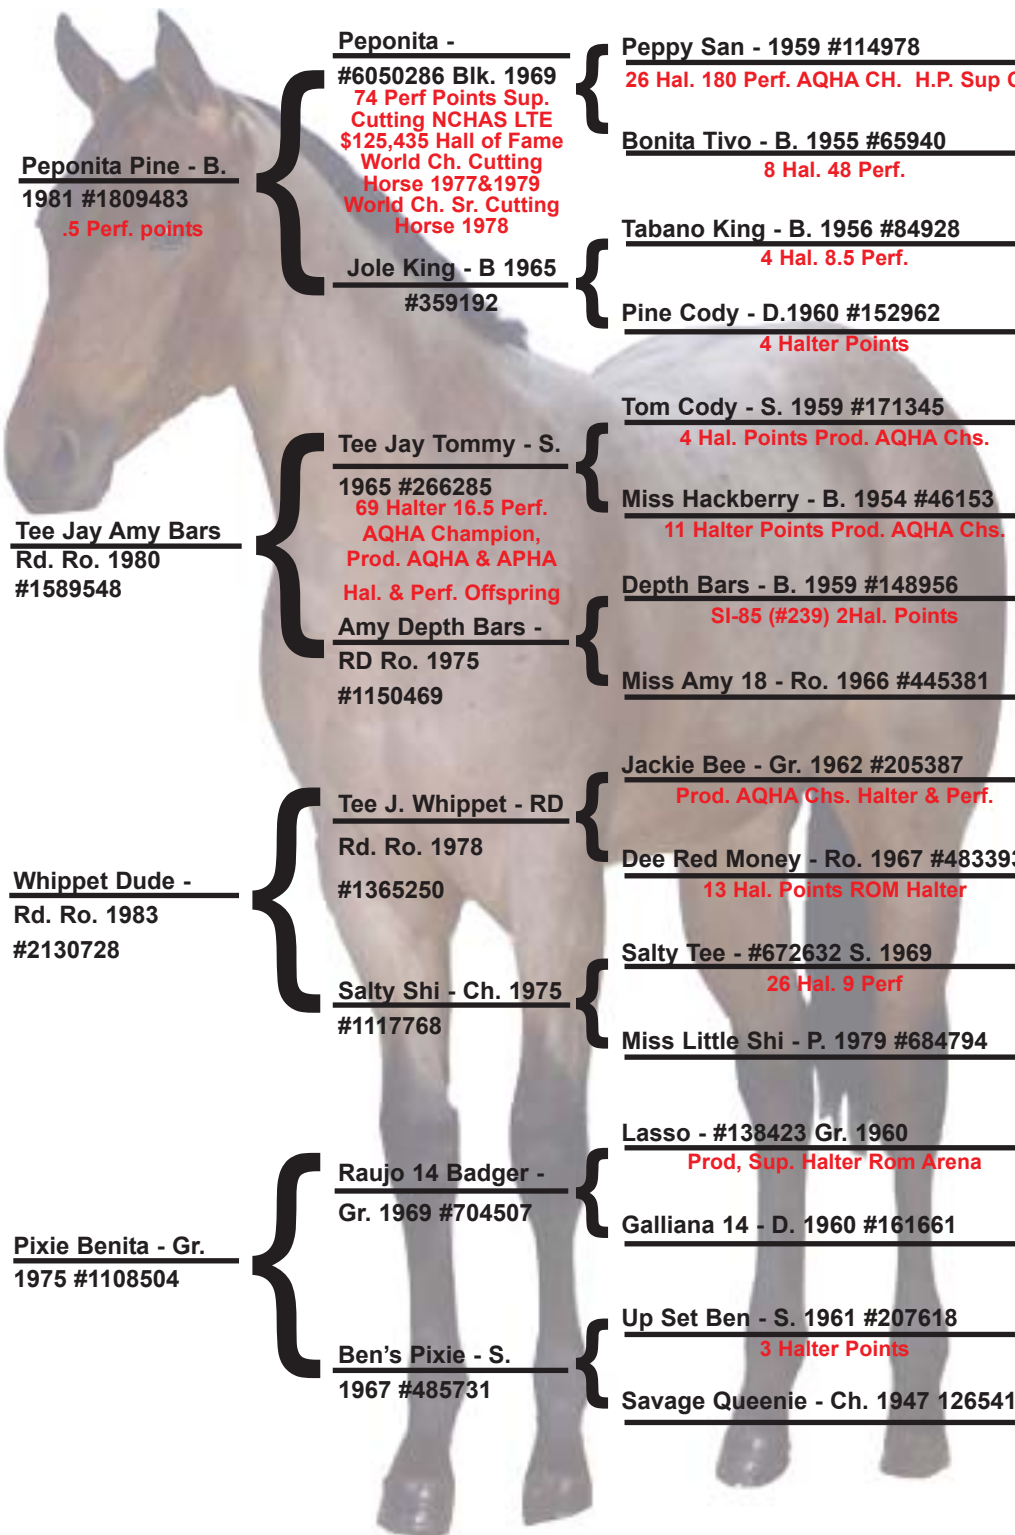 Peponita Pine - B.
1981 #1809483
.5 Perf. points
Tee Jay Amy Bars
Rd. Ro. 1980
#1589548
Whippet Dude -
Rd. Ro. 1983
#2130728
Pixie Benita - Gr.
1975 #1108504
Peponita -
#6050286 Blk. 1969
74 Perf Points Sup.
Cutting NCHAS LTE
$125,435 Hall of Fame
World Ch. Cutting
Horse 1977&1979
World Ch. Sr. Cutting
Horse 1978
Jole King - B 1965
#359192
Tee Jay Tommy - S.
1965 #266285
69 Halter 16.5 Perf.
AQHA Champion,
Prod. AQHA & APHA
Hal. & Perf. Offspring
Amy Depth Bars -
RD Ro. 1975
#1150469
Tee J. Whippet - RD
Rd. Ro. 1978
#1365250
Salty Shi - Ch. 1975
#1117768
Raujo 14 Badger -
Gr. 1969 #704507
Ben's Pixie - S.
1967 #485731
Peppy San - 1959 #114978
26 Hal. 180 Perf. AQHA CH. H.P. Sup
Bonita Tivo - B. 1955 #65940
8 Hal. 48 Perf.
Tabano King - B. 1956 #84928
4 Hal. 8.5 Perf.
Pine Cody - D.1960 #152962
4 Halter Points
Tom Cody - S. 1959 #171345
4 Hal. Points Prod. AQHA Chs.
Miss Hackberry - B. 1954 #46153
11 Halter Points Prod. AQHA Chs.
Depth Bars - B. 1959 #148956
SI-85 (#239) 2Hal. Points
Miss Amy 18 - Ro. 1966 #445381
Jackie Bee - Gr. 1962 #205387
Prod. AQHA Chs. Halter & Perf.
Dee Red Money - Ro. 1967 #483393
13 Hal. Points ROM Halter
Salty Tee - #672632 S. 1969
26 Hal. 9 Perf
Miss Little Shi - P. 1979 #684794
Lasso - #138423 Gr. 1960
Prod, Sup. Halter Rom Arena
Galliana 14 - D. 1960 #161661
Up Set Ben - S. 1961 #207618
3 Halter Points
Savage Queenie - Ch. 1947 126541